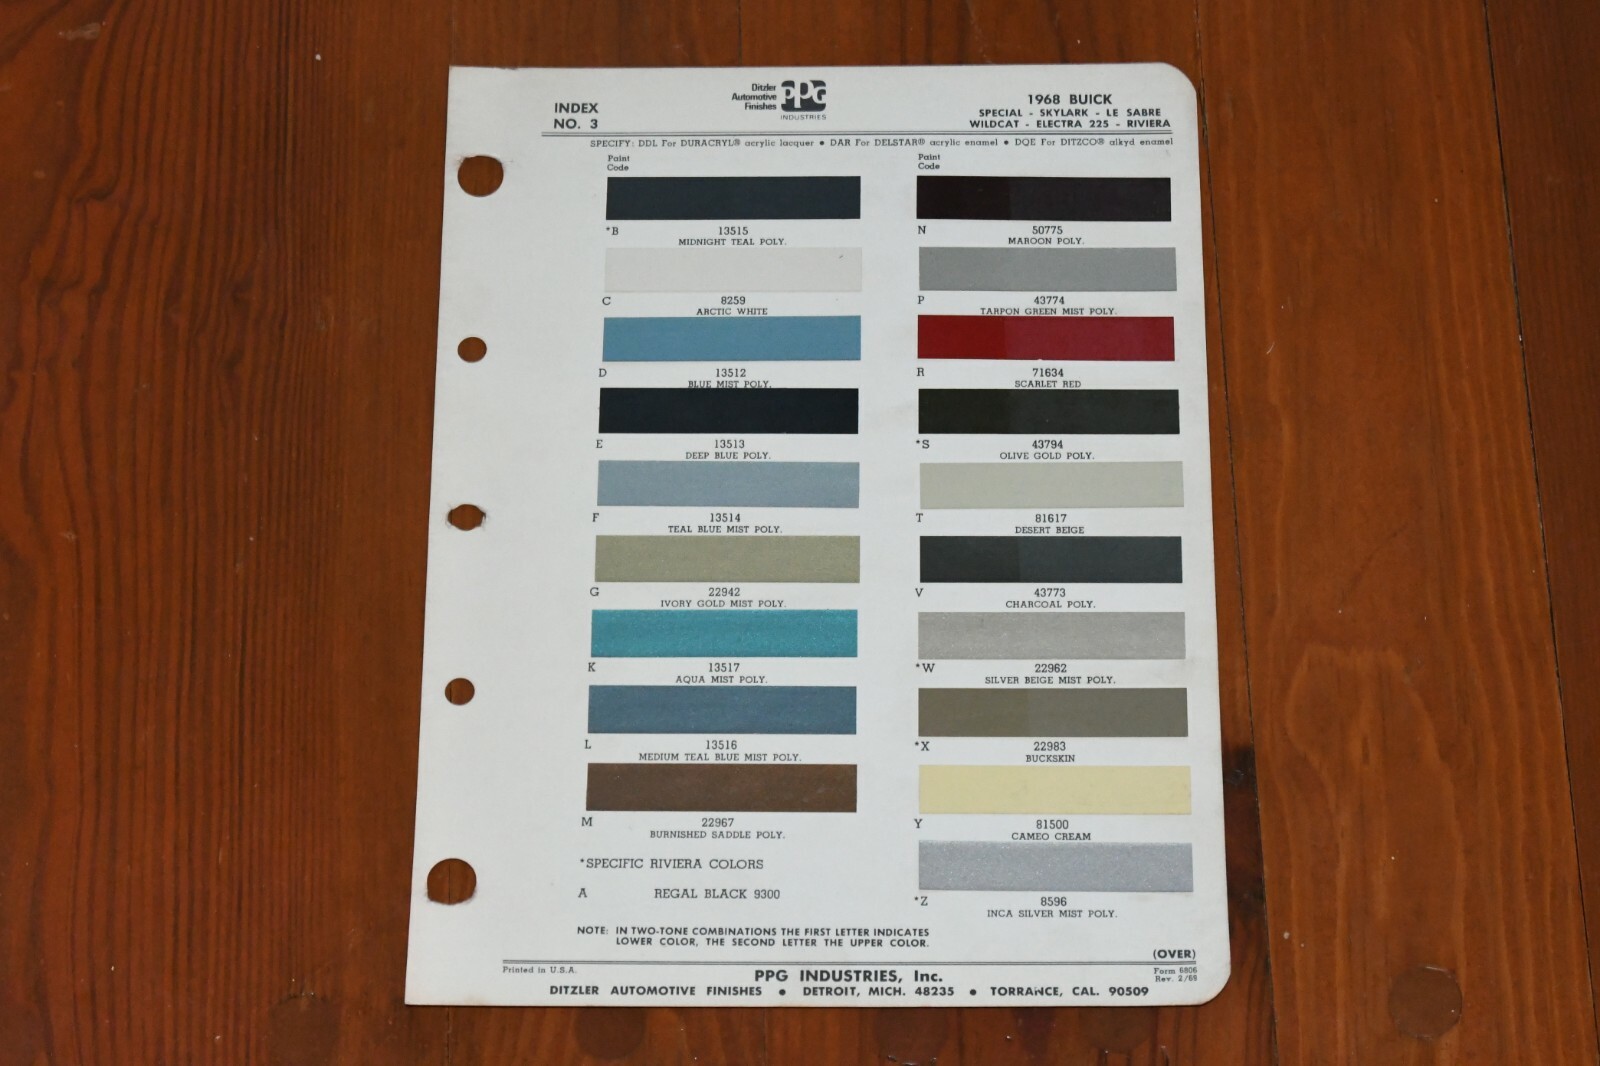 INDEX
NO. 3
Ditzler
Automotive
Finishes
PPG
INDUSTRIES
1968 BUICK
SPECIAL - SKYLARK - LE SABRE
WILDCAT - ELECTRA 225 - RIVIERA
SPECIFY: DDL For DURACRYL® acrylic lacquer • DAR For DELSTAR® acrylic enamel • DQE For DITZCO® alkyd enamel
Paint
Code
*B 13515
MIDNIGHT TEAL POLY.
C 8259
ARCTIC WHITE
D 13512
BLUE MIST POLY.
E 13513
DEEP BLUE POLY.
F 13514
TEAL BLUE MIST POLY.
G 22942
IVORY GOLD MIST POLY.
K 13517
AQUA MIST POLY.
L 13516
MEDIUM TEAL BLUE MIST POLY.
M 22967
BURNISHED SADDLE POLY.
*SPECIFIC RIVIERA COLORS
A REGAL BLACK 9300
Paint
Code
N 50775
MAROON POLY.
P 43774
TARPON GREEN MIST POLY.
R 71634
SCARLET RED
*S 43794
OLIVE GOLD POLY.
T 81617
DESERT BEIGE
V 43773
CHARCOAL POLY.
*W 22962
SILVER BEIGE MIST POLY.
*X 22983
BUCKSKIN
Y 81500
CAMEO CREAM
*Z 8596
INCA SILVER MIST POLY.
NOTE: IN TWO-TONE COMBINATIONS THE FIRST LETTER INDICATES
LOWER COLOR, THE SECOND LETTER THE UPPER COLOR.
(OVER)
Printed in U.S.A.
PPG INDUSTRIES, Inc.
Form 6806
Rev. 2/69
DITZLER AUTOMOTIVE FINISHES • DETROIT, MICH. 48235 • TORRANCE, CAL. 90509